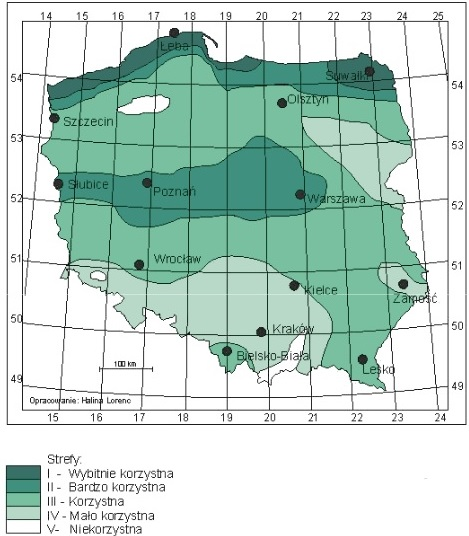 14 15 16 17 18 19 20 21 22 23 24 25
Łeba
54
Suwałki
54
Olsztyn
Szczecin
53
53
Słubice
Poznań
Warszawa
52
52
Wrocław
51
51
Kielce
Zamość
50
Kraków
50
Bielsko-Biała
Lesko
100 km
49
49
Opracowanie: Halina Lorenc
15 16 17 18 19 20 21 22 23 24
Strefy:
I - Wybitnie korzystna
II - Bardzo korzystna
III - Korzystna
IV - Mało korzystna
V- Niekorzystna